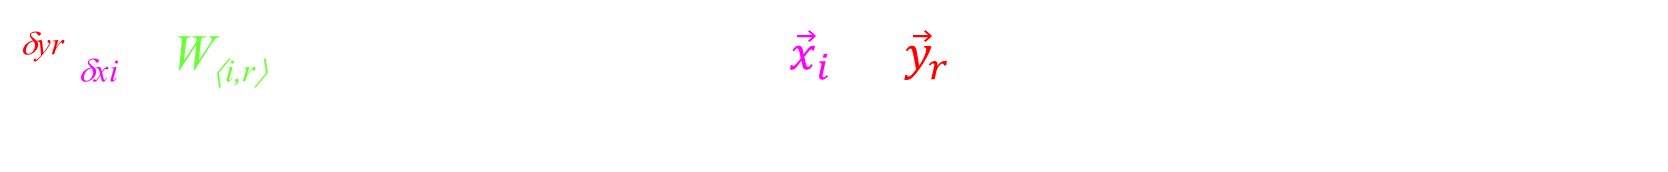 δyr δxi W⟨i,r⟩ x⃗i y⃗r